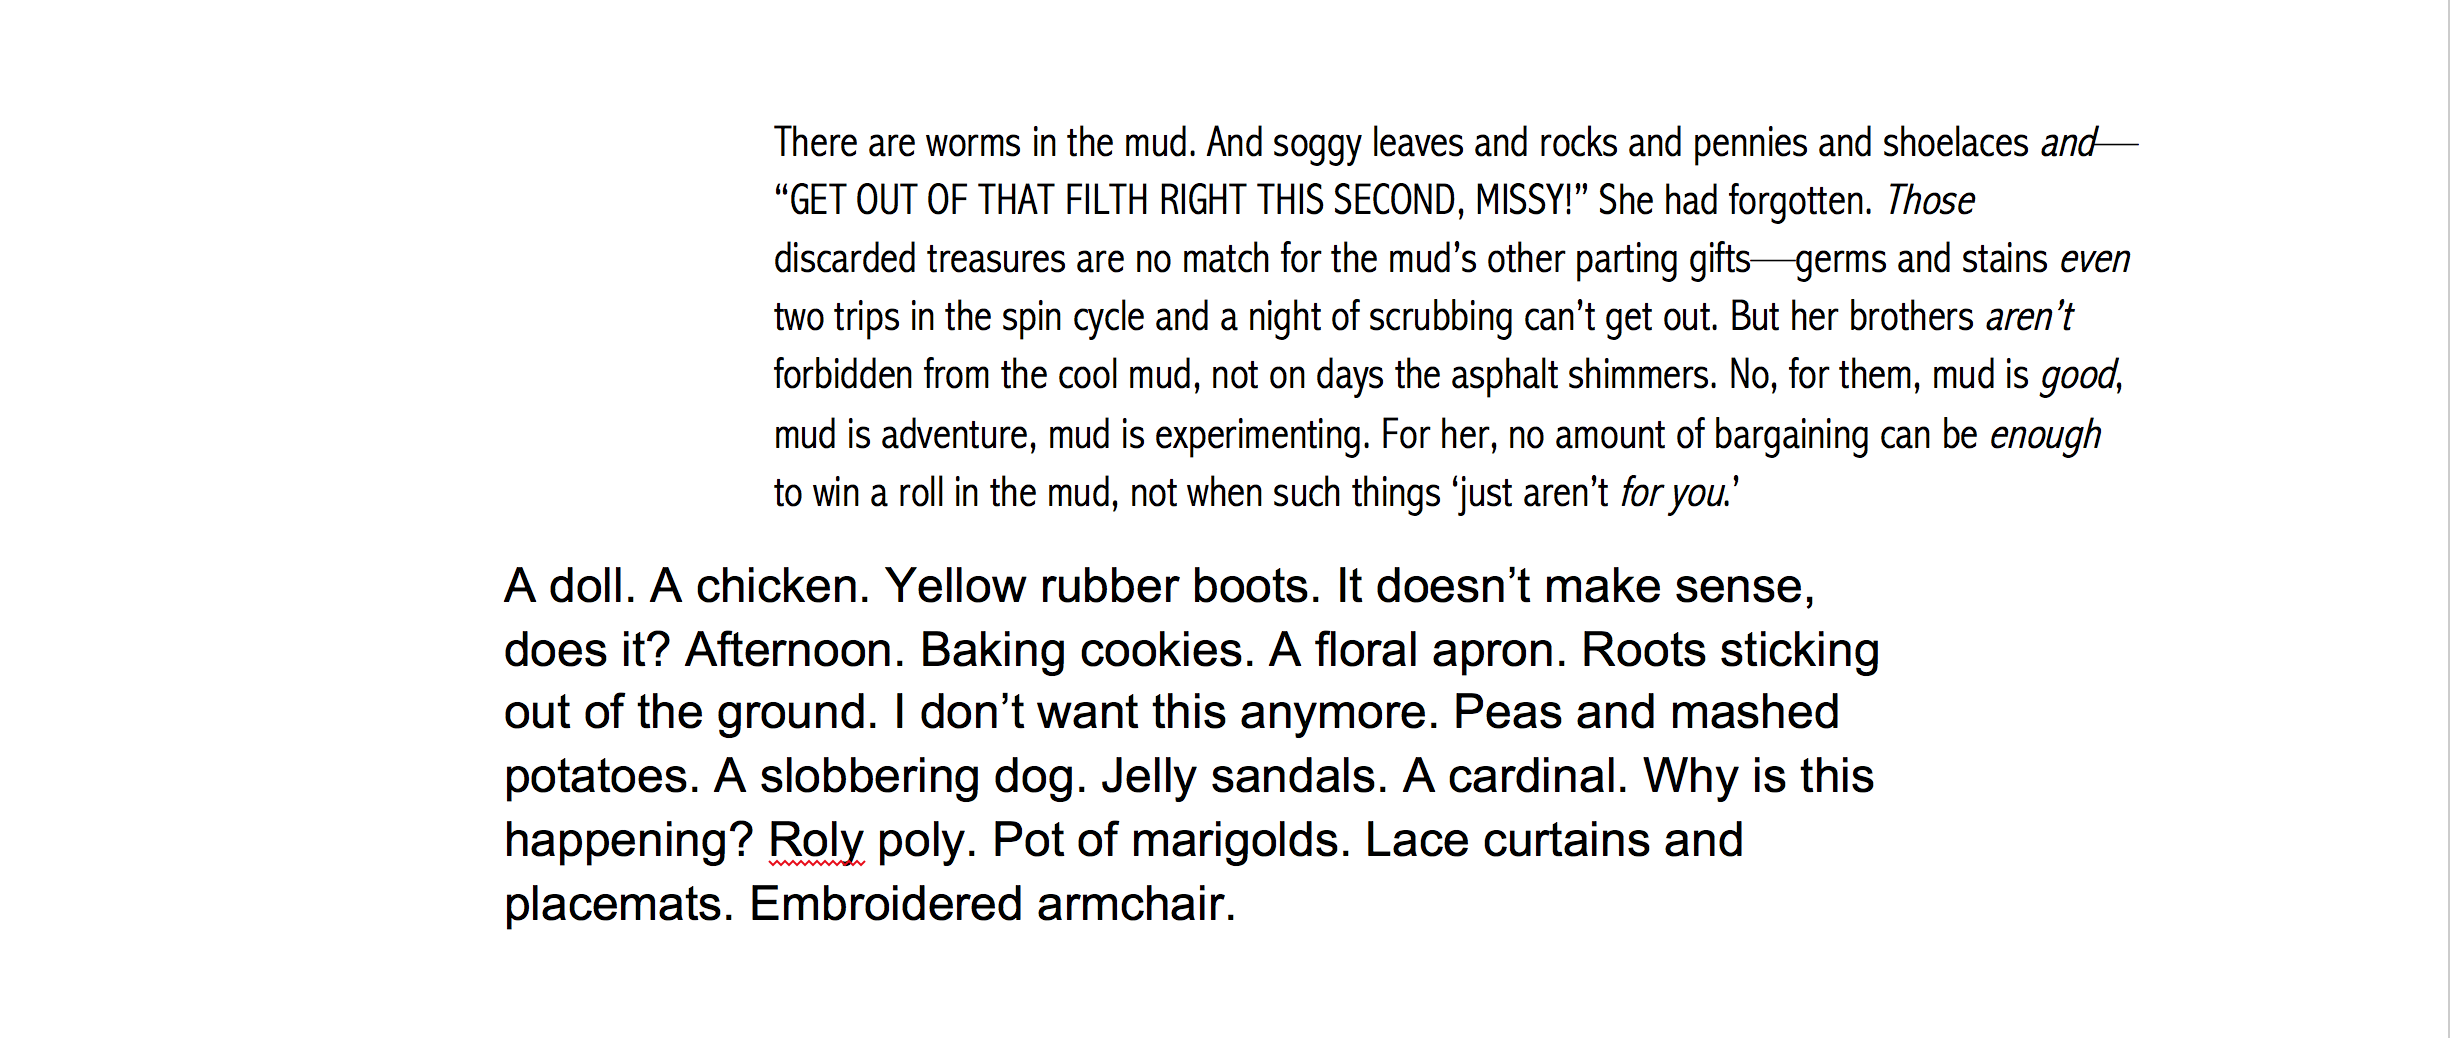 There are worms in the mud. And soggy leaves and rocks and pennies and shoelaces and—
“GET OUT OF THAT FILTH RIGHT THIS SECOND, MISSY!” She had forgotten. Those
discarded treasures are no match for the mud’s other parting gifts—germs and stains even
two trips in the spin cycle and a night of scrubbing can’t get out. But her brothers aren’t
forbidden from the cool mud, not on days the asphalt shimmers. No, for them, mud is good,
mud is adventure, mud is experimenting. For her, no amount of bargaining can be enough
to win a roll in the mud, not when such things ‘just aren’t for you.’
A doll. A chicken. Yellow rubber boots. It doesn’t make sense,
does it? Afternoon. Baking cookies. A floral apron. Roots sticking
out of the ground. I don’t want this anymore. Peas and mashed
potatoes. A slobbering dog. Jelly sandals. A cardinal. Why is this
happening? Roly poly. Pot of marigolds. Lace curtains and
placemats. Embroidered armchair.